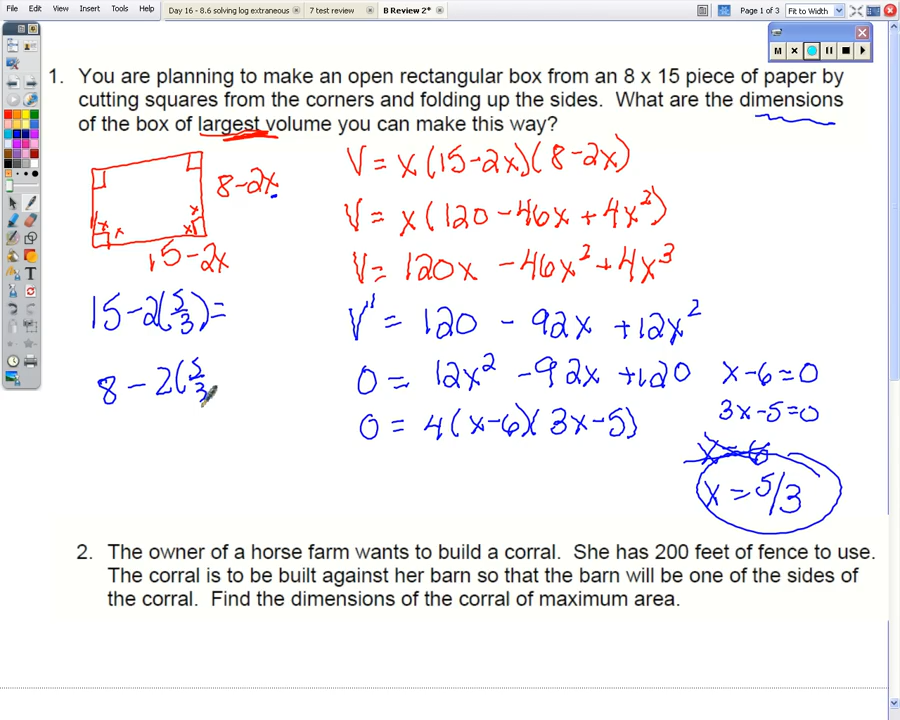 File Edit View Insert Tools Help Day 16 - 8.6 solving log extraneous 7 test review B Review 2* Page 1 of 3 Fit to Width
M
1. You are planning to make an open rectangular box from an 8 x 15 piece of paper by
cutting squares from the corners and folding up the sides. What are the dimensions
of the box of largest volume you can make this way?
V = x(15-2x)(8-2x)
8-2x
x
x x
x
V = x(120-46x+4x²)
15-2x
V = 120x -46x²+4x³
15-2(5/3)=
V' = 120 - 92x +12x²
8 - 2(5/3
0 = 12x² -92x +120
x-6=0
3x-5=0
0 = 4(x-6)(3x-5)
x=6
x = 5/3
2. The owner of a horse farm wants to build a corral. She has 200 feet of fence to use.
The corral is to be built against her barn so that the barn will be one of the sides of
the corral. Find the dimensions of the corral of maximum area.
T